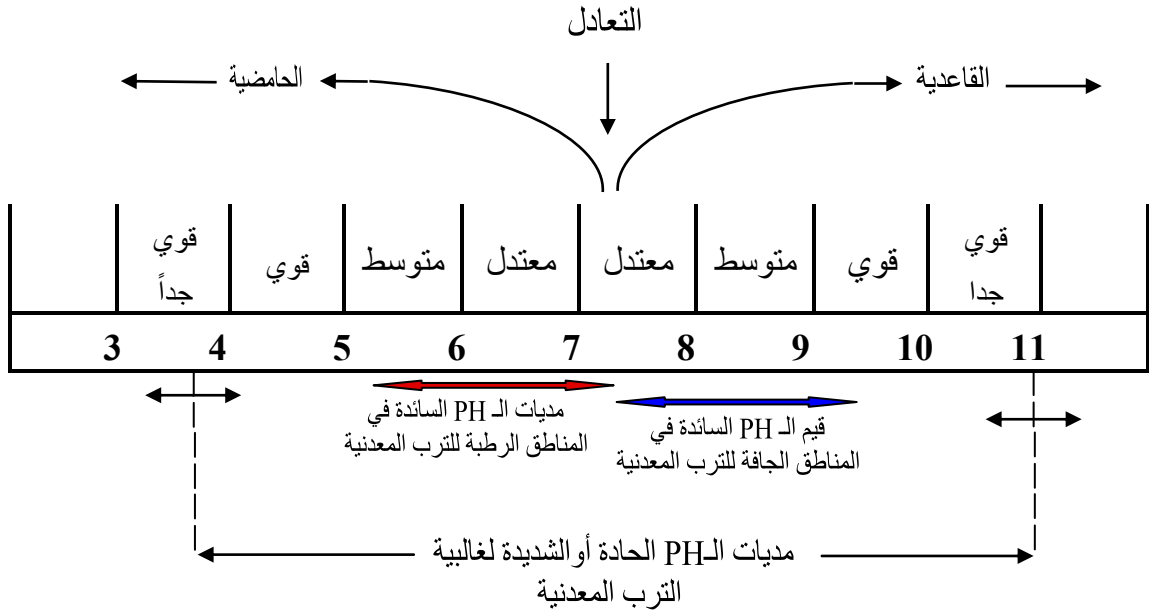 التعادل
القاعدية
الحامضية
قوي
جداً
قوي
متوسط
معتدل
معتدل
متوسط
قوي
قوي
جدا
3 4 5 6 7 8 9 10 11
مديات الـ PH السائدة في
المناطق الرطبة للترب المعدنية
قيم الـ PH السائدة في
المناطق الجافة للترب المعدنية
مديات الـPH الحادة أو الشديدة لغالبية
الترب المعدنية